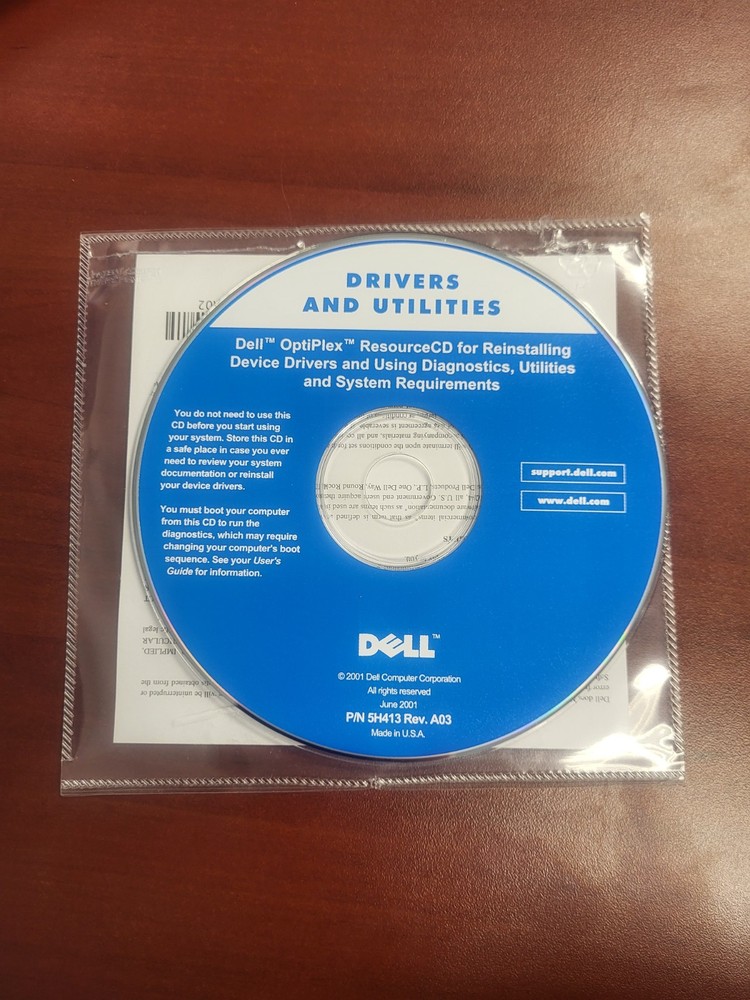 DRIVERS
AND UTILITIES
Dell™ OptiPlex™ ResourceCD for Reinstalling
Device Drivers and Using Diagnostics, Utilities
and System Requirements
You do not need to use this
CD before you start using
your system. Store this CD in
a safe place in case you ever
need to review your system
documentation or reinstall
your device drivers.
You must boot your computer
from this CD to run the
diagnostics, which may require
changing your computer's boot
sequence. See your User's
Guide for information.
support.dell.com
www.dell.com
DELL™
© 2001 Dell Computer Corporation
All rights reserved
June 2001
P/N 5H413 Rev. A03
Made in U.S.A.